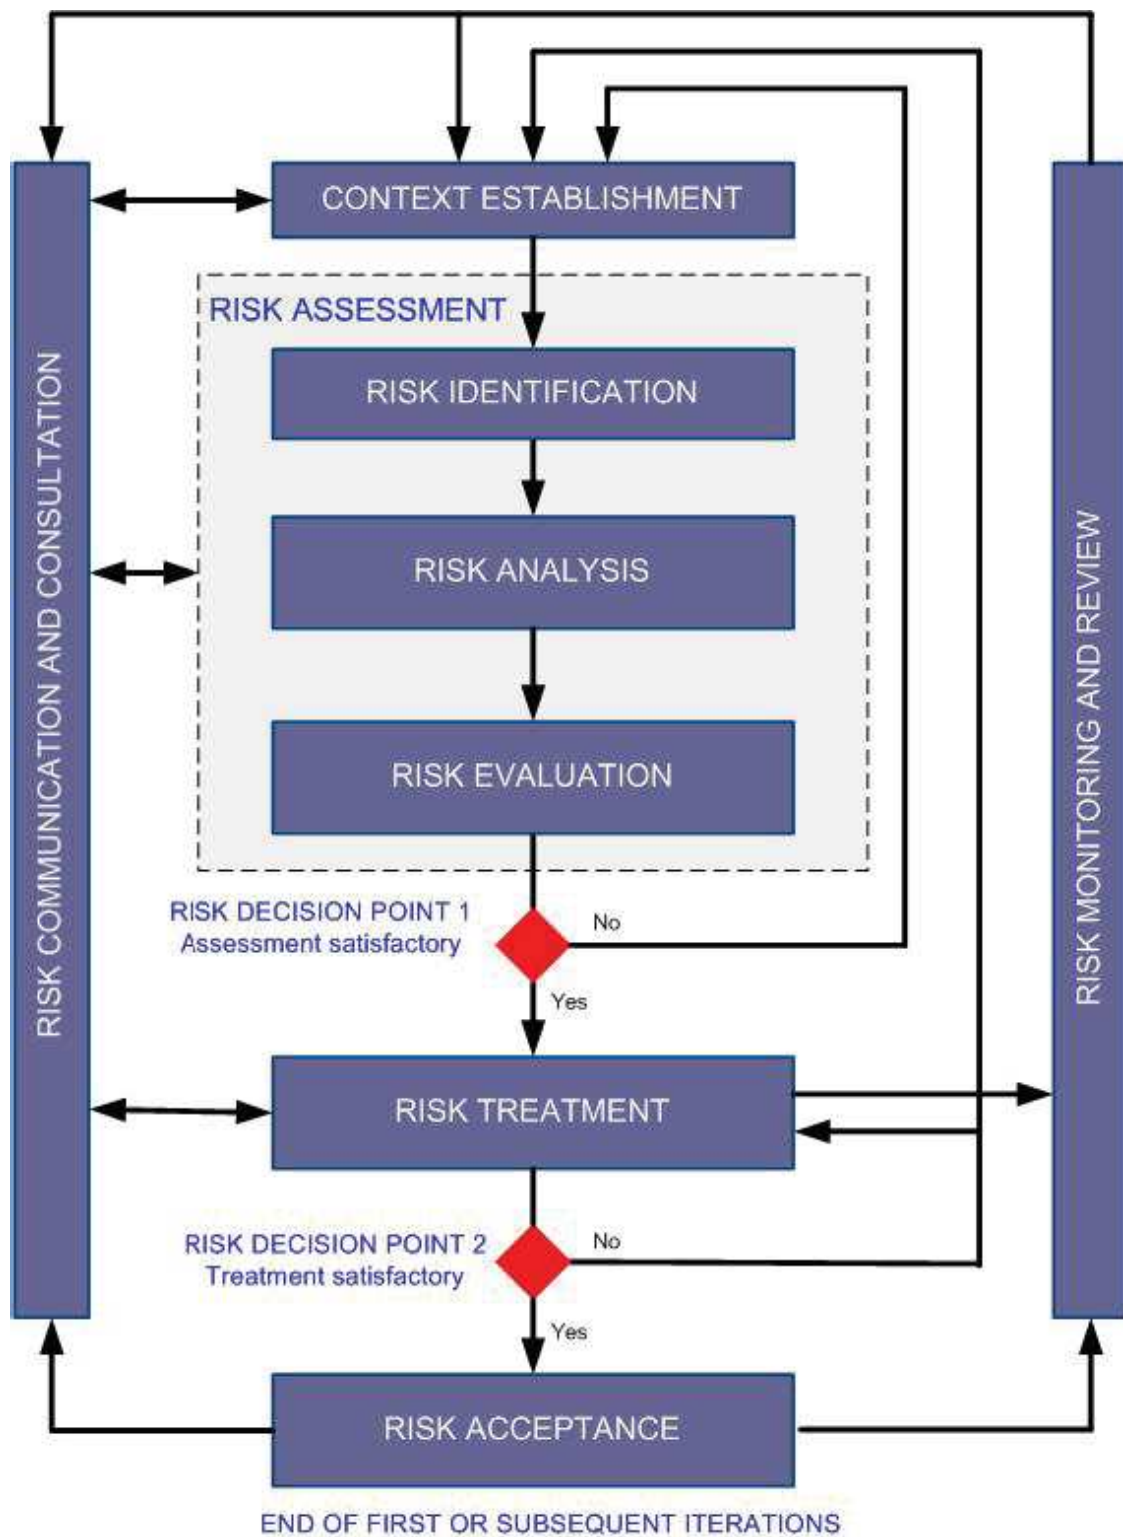 CONTEXT ESTABLISHMENT
RISK ASSESSMENT
RISK IDENTIFICATION
RISK ANALYSIS
RISK EVALUATION
RISK COMMUNICATION AND CONSULTATION
RISK MONITORING AND REVIEW
RISK DECISION POINT 1
Assessment satisfactory
No
Yes
RISK TREATMENT
RISK DECISION POINT 2
Treatment satisfactory
No
Yes
RISK ACCEPTANCE
END OF FIRST OR SUBSEQUENT ITERATIONS